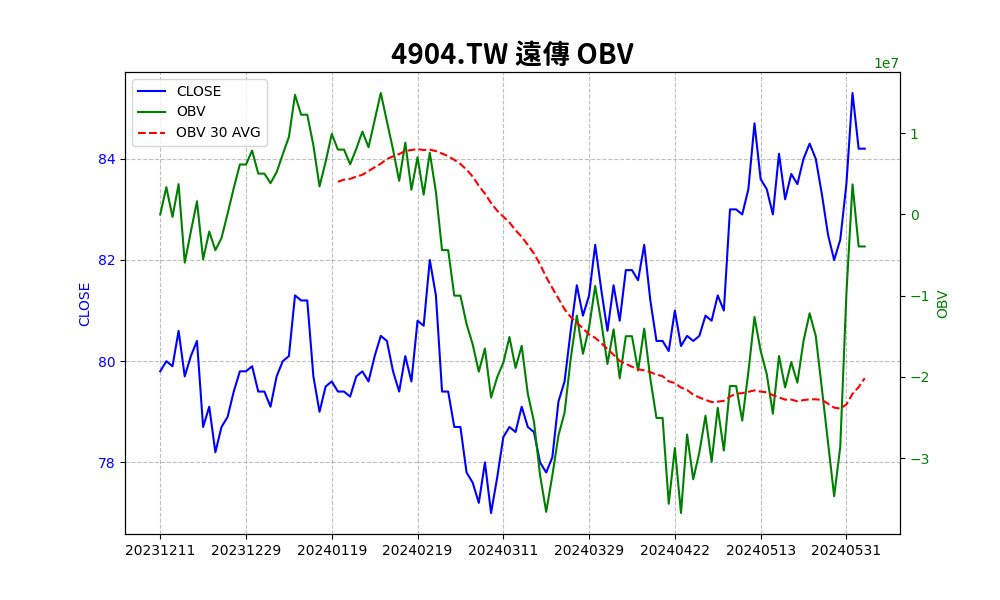 4904.TW 遠傳 OBV
1e7
CLOSE
OBV
OBV 30 AVG
84
82
80
78
CLOSE
1
0
−1
−2
−3
OBV
20231211 20231229 20240119 20240219 20240311 20240329 20240422 20240513 20240531